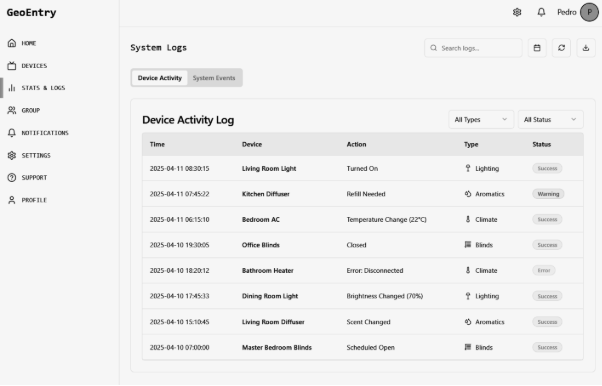 GeoEntry
Pedro P
HOME
DEVICES
STATS & LOGS
GROUP
NOTIFICATIONS
SETTINGS
SUPPORT
PROFILE
System Logs
Search logs...
Device Activity System Events
Device Activity Log
All Types All Status
Time Device Action Type Status
2025-04-11 08:30:15 Living Room Light Turned On Lighting Success
2025-04-11 07:45:22 Kitchen Diffuser Refill Needed Aromatics Warning
2025-04-11 06:15:10 Bedroom AC Temperature Change (22°C) Climate Success
2025-04-10 19:30:05 Office Blinds Closed Blinds Success
2025-04-10 18:20:12 Bathroom Heater Error: Disconnected Climate Error
2025-04-10 17:45:33 Dining Room Light Brightness Changed (70%) Lighting Success
2025-04-10 15:10:45 Living Room Diffuser Scent Changed Aromatics Success
2025-04-10 07:00:00 Master Bedroom Blinds Scheduled Open Blinds Success